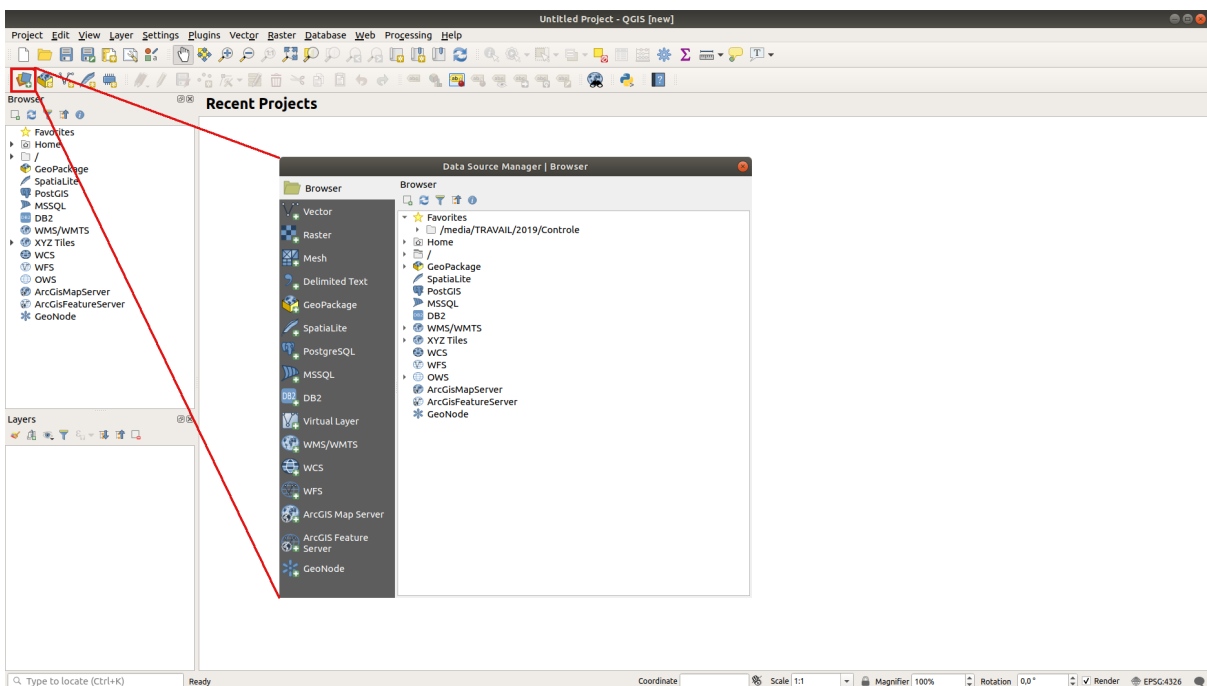 Untitled Project - QGIS [new]
Project Edit View Layer Settings Plugins Vector Raster Database Web Processing Help
Browser
Favorites
Home
/
GeoPackage
SpatiaLite
PostGIS
MSSQL
DB2
WMS/WMTS
XYZ Tiles
WCS
WFS
OWS
ArcGisMapServer
ArcGisFeatureServer
GeoNode
Layers
Recent Projects
Data Source Manager | Browser
Browser
Vector
Raster
Mesh
Delimited Text
GeoPackage
SpatiaLite
PostgreSQL
MSSQL
DB2
Virtual Layer
WMS/WMTS
WCS
WFS
ArcGIS Map Server
ArcGIS Feature
Server
GeoNode
Browser
Favorites
/media/TRAVAIL/2019/Controle
Home
/
GeoPackage
SpatiaLite
PostGIS
MSSQL
DB2
WMS/WMTS
XYZ Tiles
WCS
WFS
OWS
ArcGisMapServer
ArcGisFeatureServer
GeoNode
Type to locate (Ctrl+K) Ready Coordinate Scale 1:1 Magnifier 100% Rotation 0,0 ° Render EPSG:4326